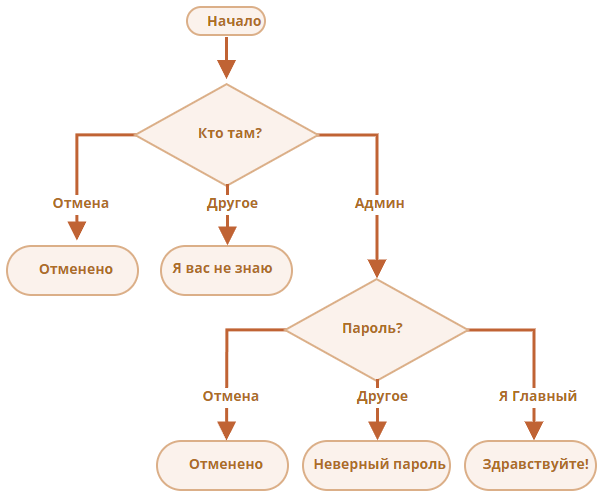 Начало
Кто там?
Отмена
Другое
Админ
Отменено
Я вас не знаю
Пароль?
Отмена
Другое
Я Главный
Отменено
Неверный пароль
Здравствуйте!